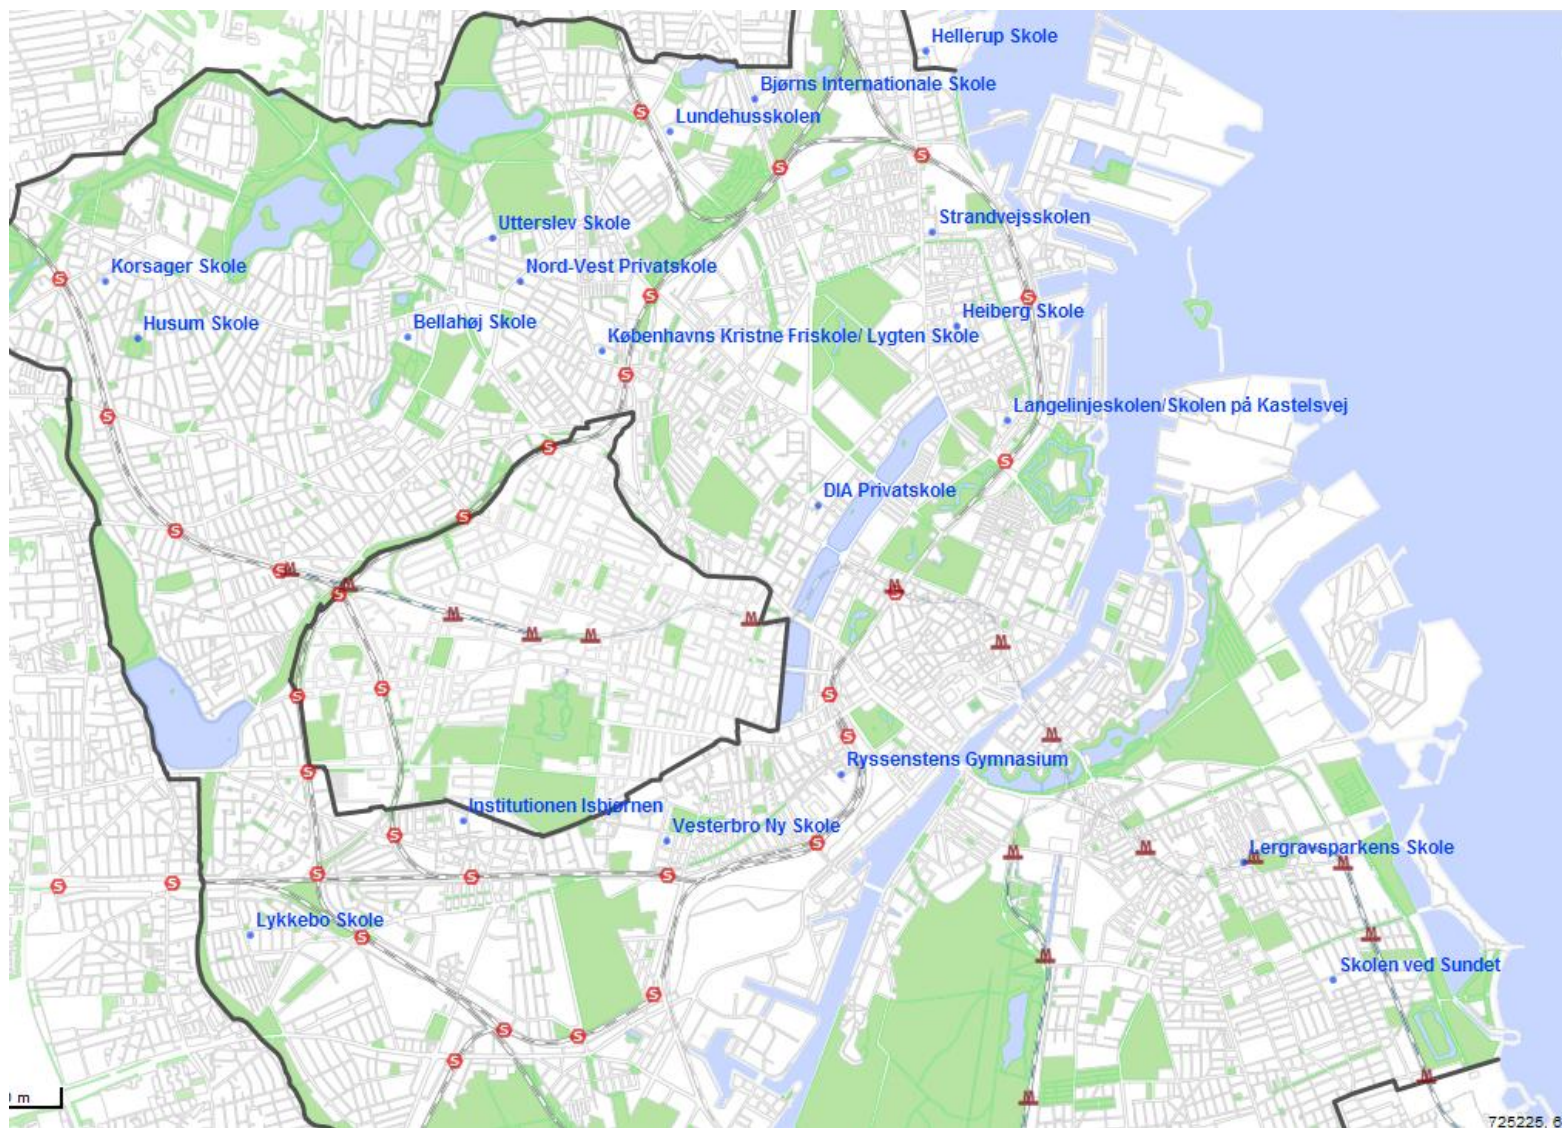 Hellerup Skole
Bjørns Internationale Skole
Lundehusskolen
Strandvejsskolen
Utterslev Skole
Korsager Skole
Nord-Vest Privatskole
Heiberg Skole
Husum Skole
Bellahøj Skole
Københavns Kristne Friskole/ Lygten Skole
Langelinjeskolen/Skolen på Kastelsvej
DIA Privatskole
Ryssenstens Gymnasium
Institutionen Isbjørnen
Vesterbro Ny Skole
Lergravsparkens Skole
Lykkebo Skole
Skolen ved Sundet
m
725225, 6